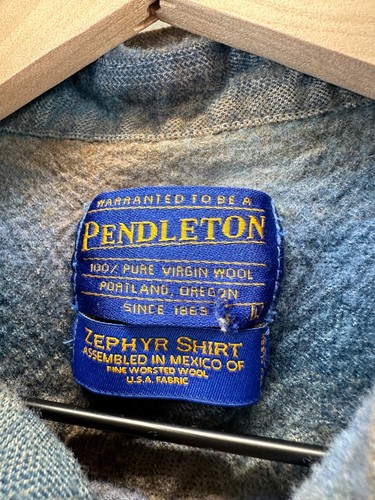 WARRANTED TO BE A
PENDLETON
100% PURE VIRGIN WOOL
PORTLAND, OREGON
SINCE 1863
L
ZEPHYR SHIRT
ASSEMBLED IN MEXICO OF
FINE WORSTED WOOL
U.S.A. FABRIC